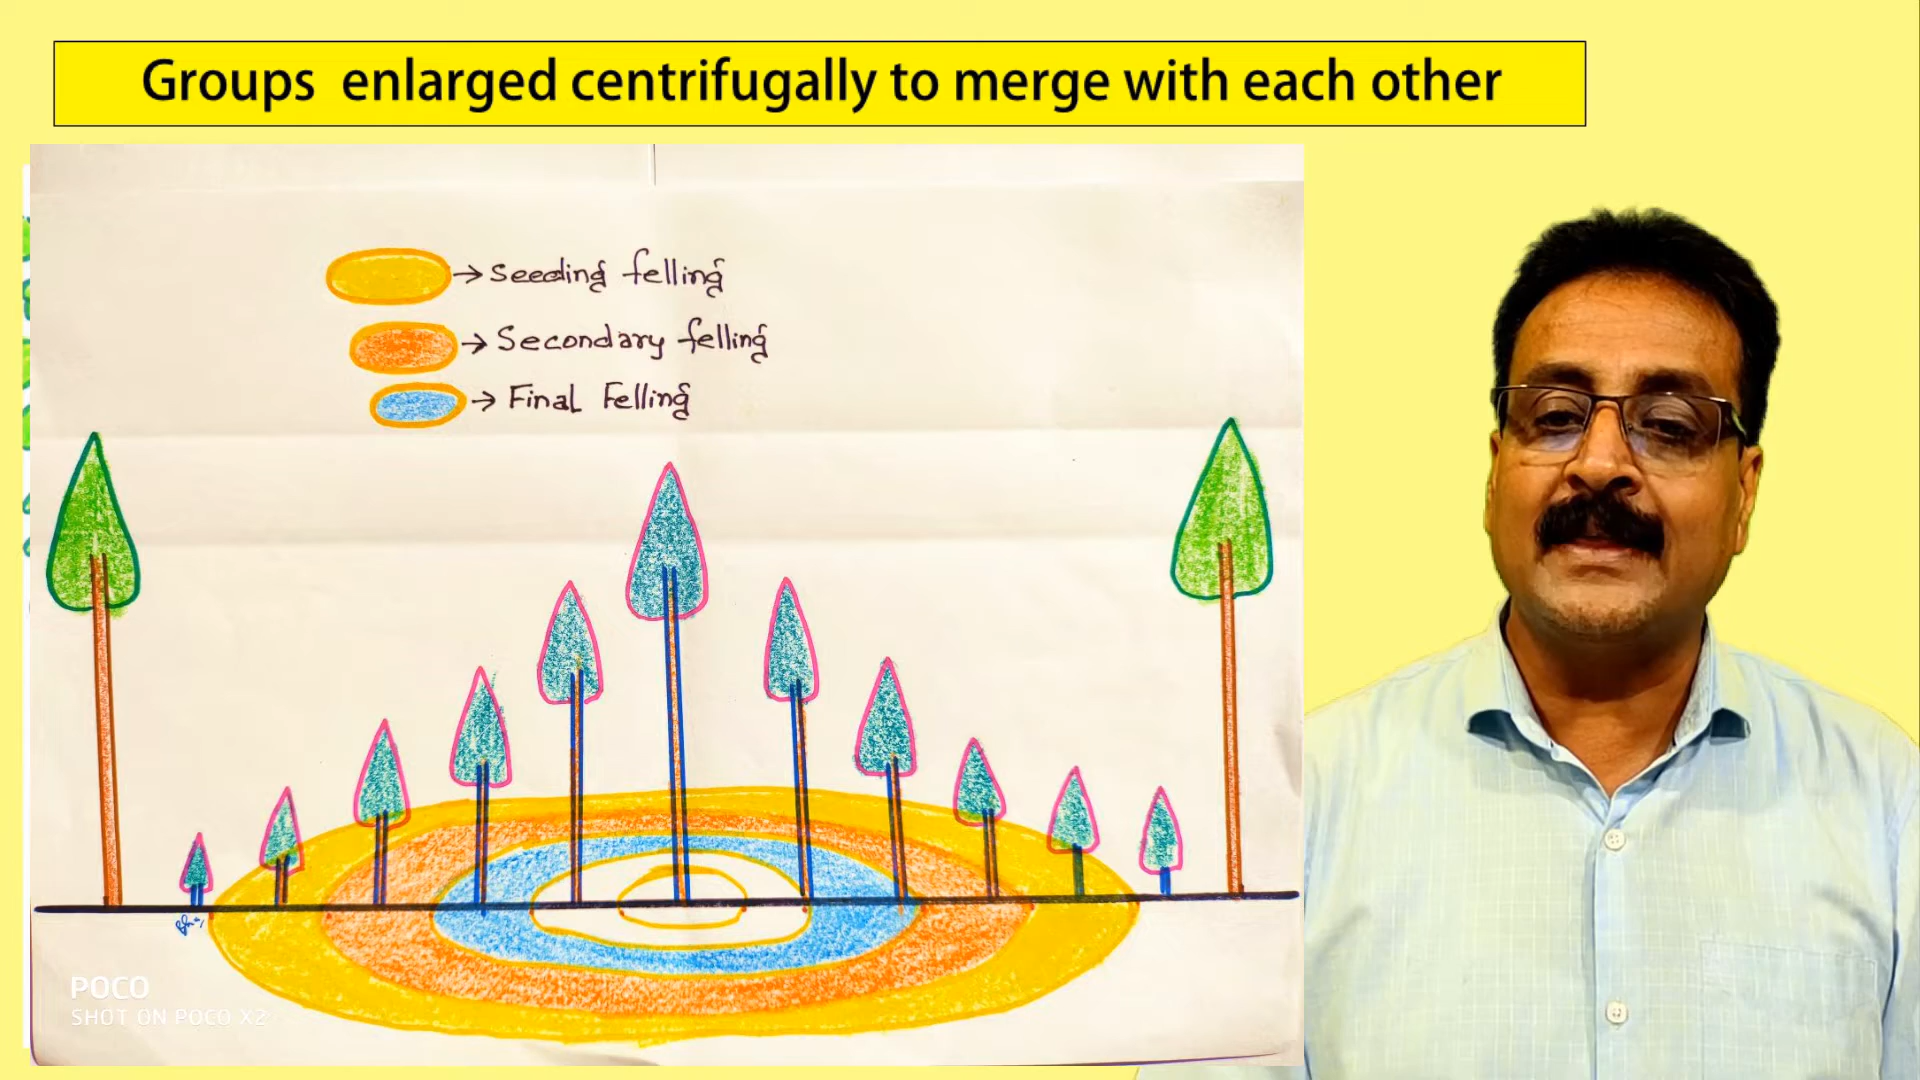 Groups enlarged centrifugally to merge with each other
→ Seeding felling
→ Secondary felling
→ Final Felling
POCO
SHOT ON POCO X2